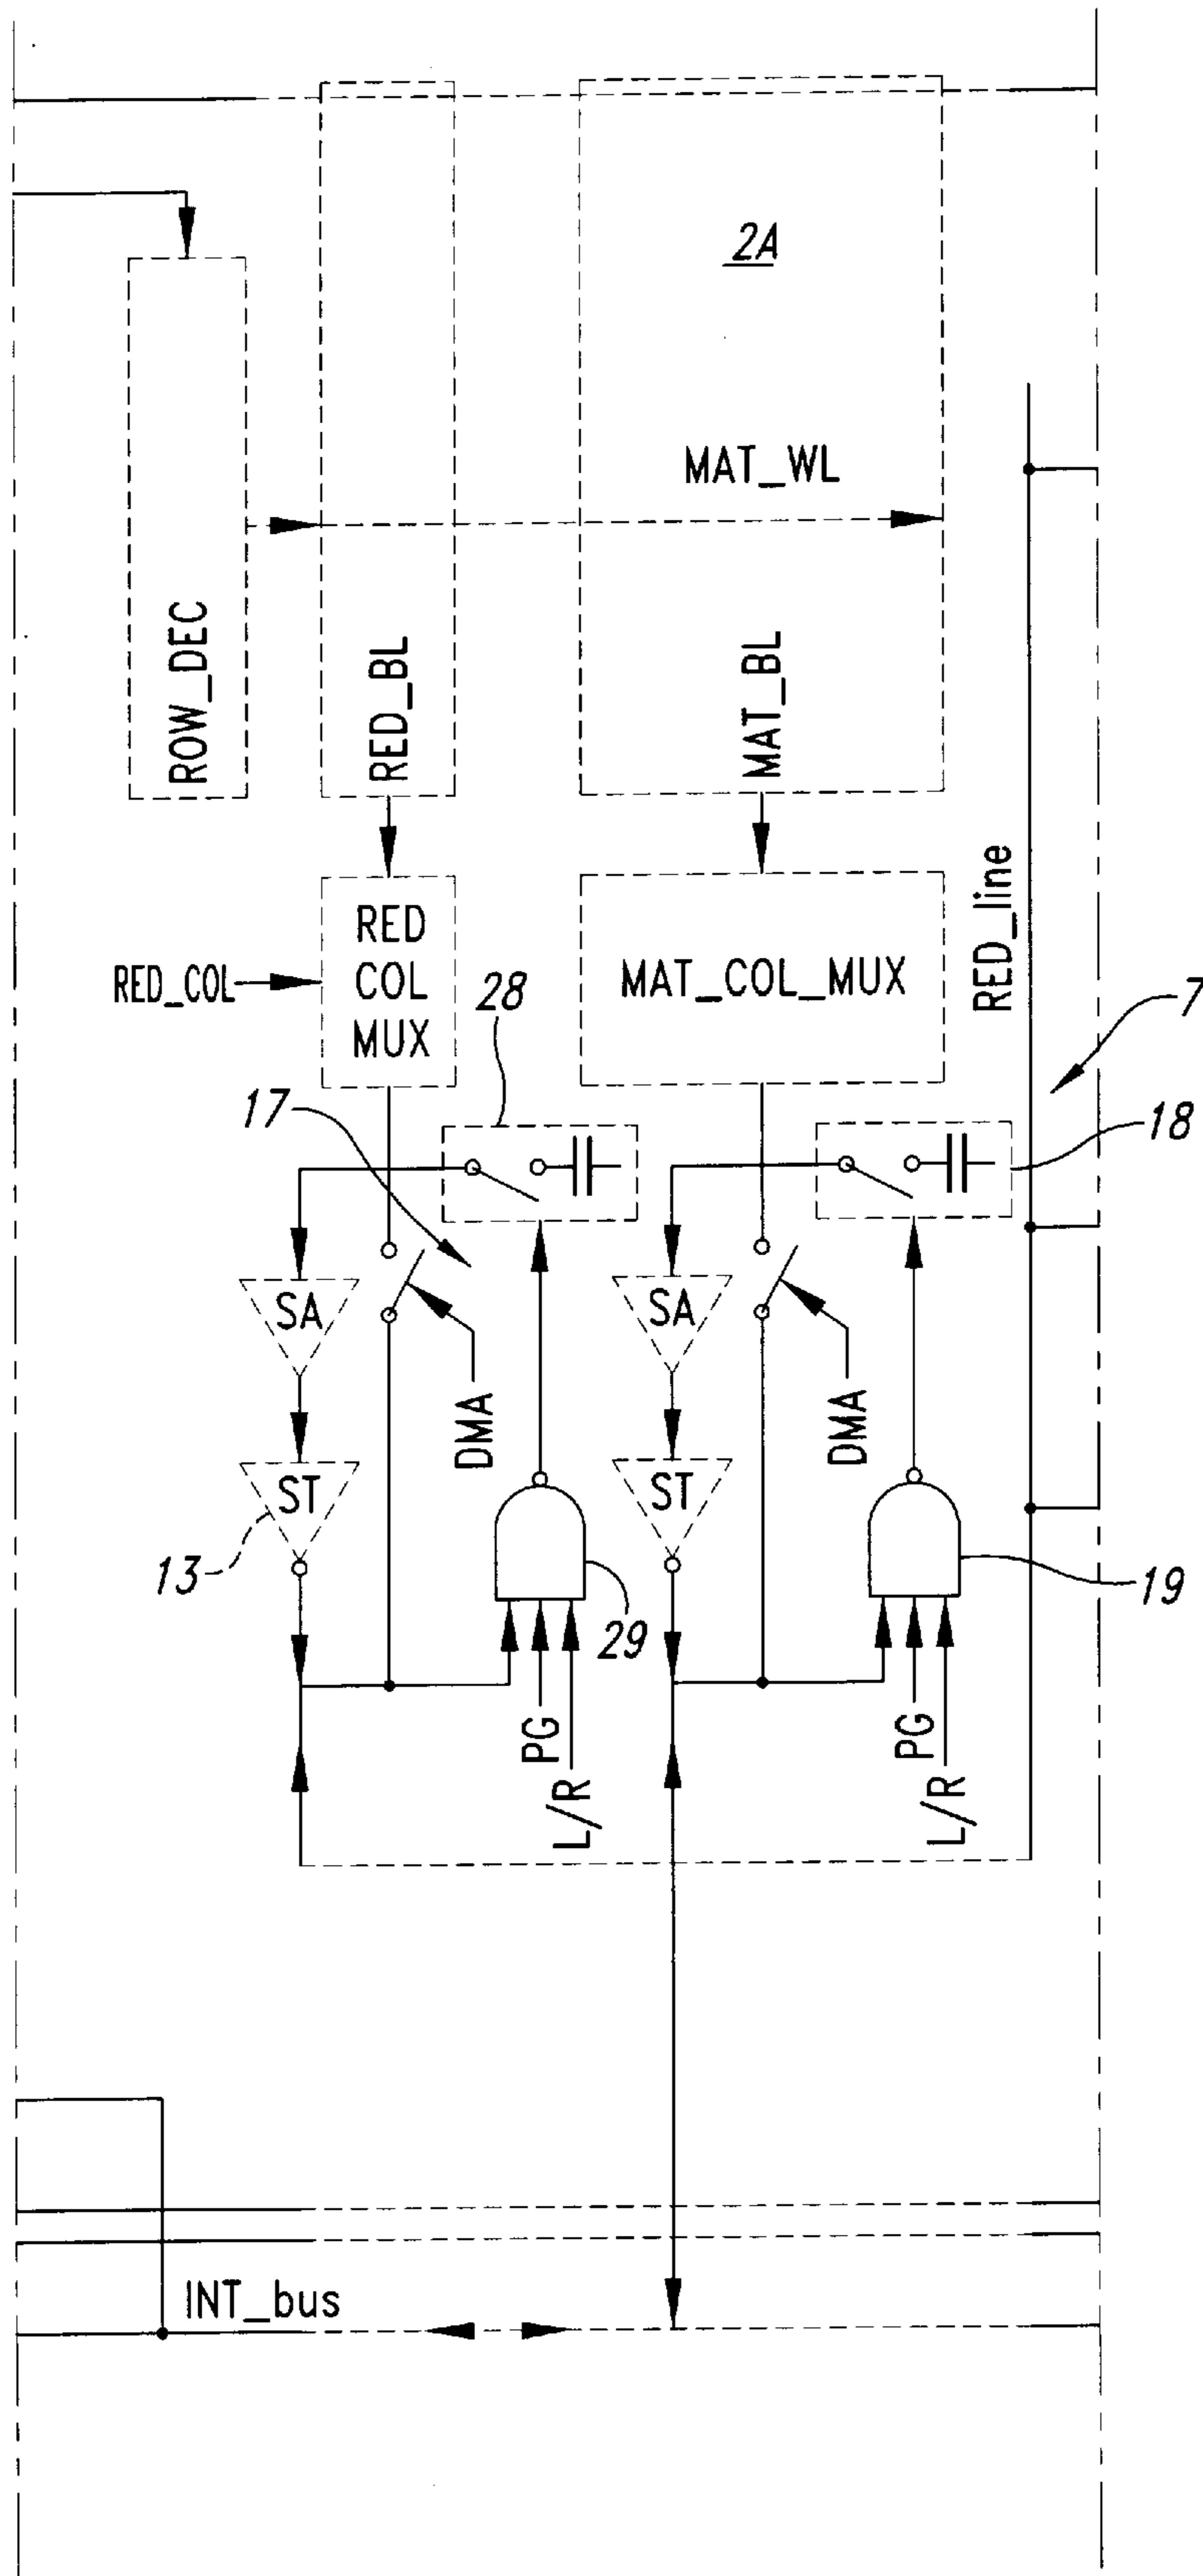 2A
MAT_WL
ROW_DEC
RED_BL
MAT_BL
RED_line
RED_COL
RED
COL
MUX
MAT_COL_MUX
28
7
17
18
SA
SA
DMA
DMA
ST
ST
13
29
19
PG
L/R
PG
L/R
INT_bus